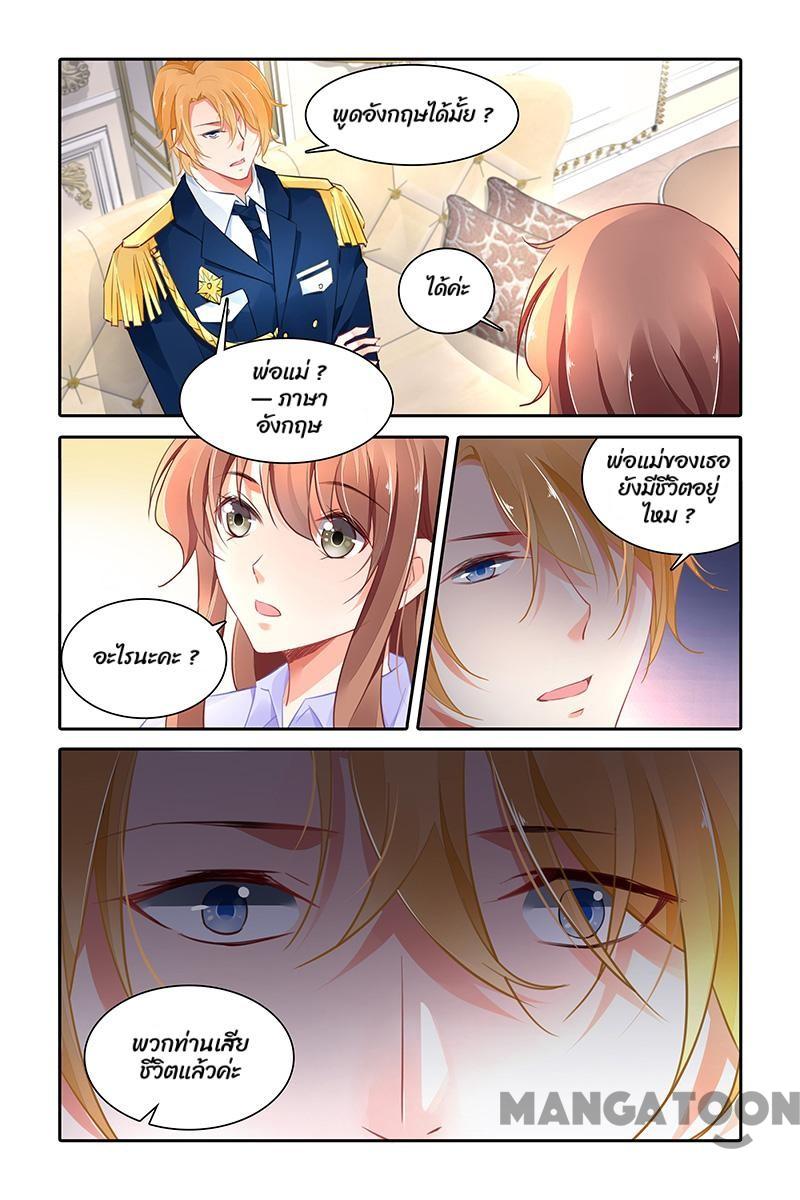 พูดอังกฤษได้มั้ย ?
ได้ค่ะ
พ่อแม่ ?
— ภาษา
อังกฤษ
อะไรนะคะ ?
พ่อแม่ของเธอ
ยังมีชีวิตอยู่
ไหม ?
พวกท่านเสีย
ชีวิตแล้วค่ะ
MANGATOON